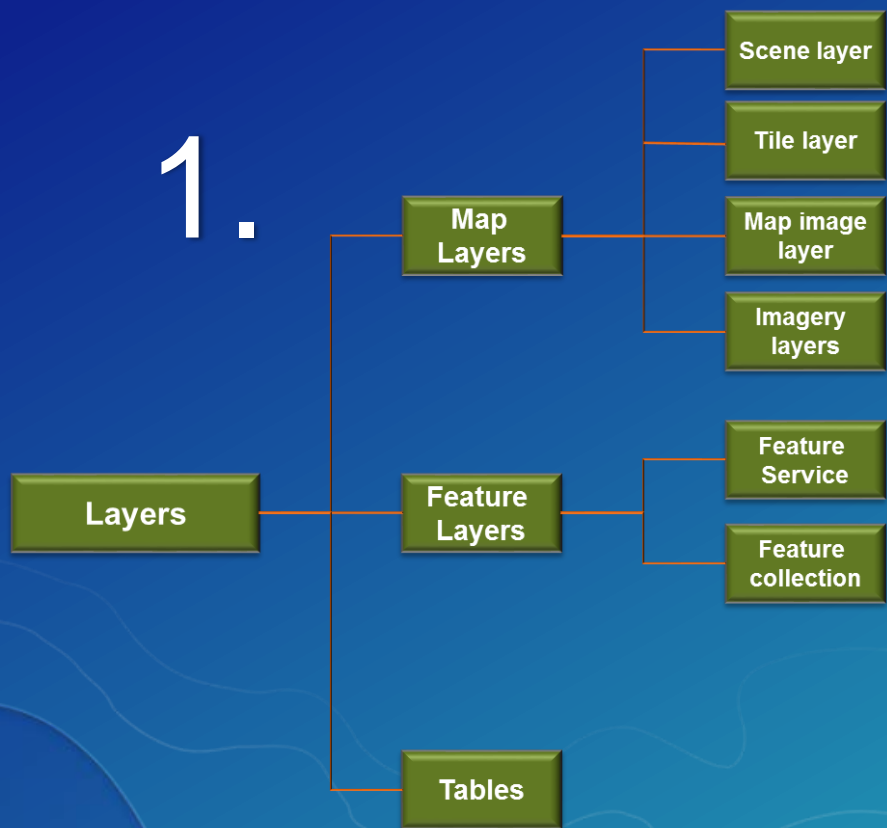 1.
Layers
Map
Layers
Scene layer
Tile layer
Map image
layer
Imagery
layers
Feature
Layers
Feature
Service
Feature
collection
Tables